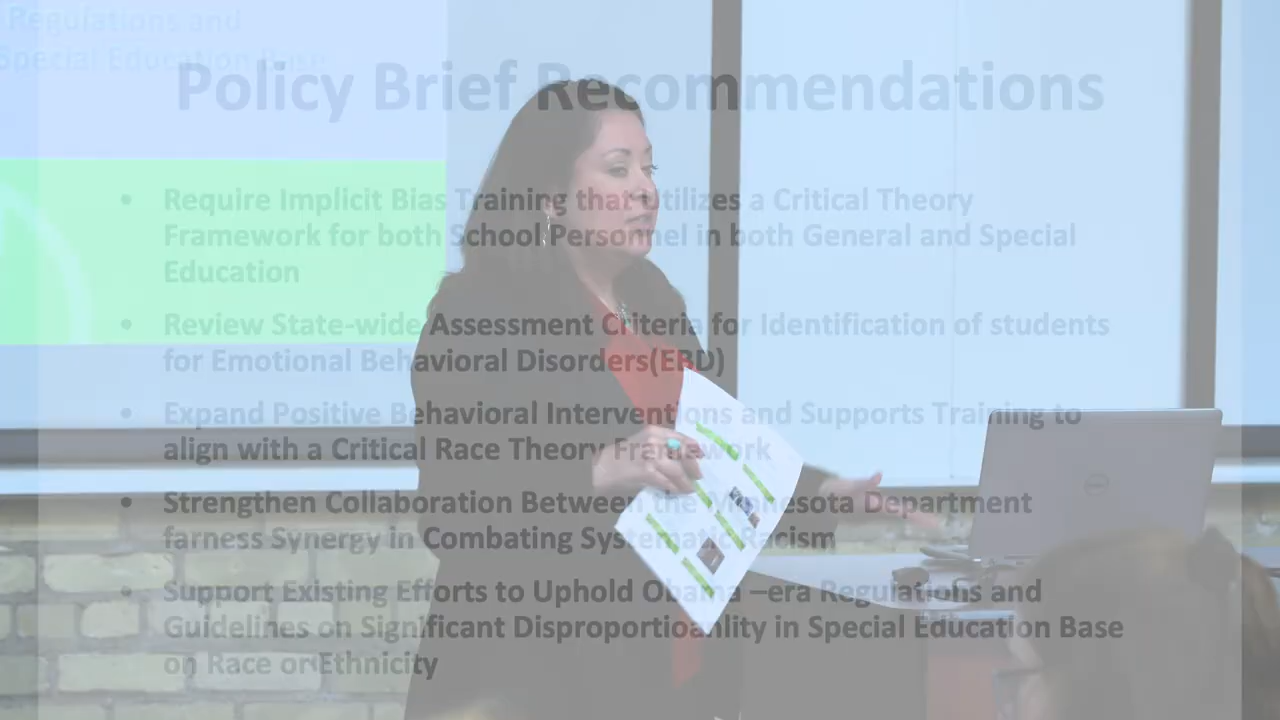 Regulations and
Special Education Base
Policy Brief Recommendations
• Require Implicit Bias Training that Utilizes a Critical Theory
Framework for both School Personnel in both General and Special
Education
• Review State-wide Assessment Criteria for Identification of students
for Emotional Behavioral Disorders(EBD)
• Expand Positive Behavioral Interventions and Supports Training to
align with a Critical Race Theory Framework
• Strengthen Collaboration Between the Minnesota Department
farness Synergy in Combating Systematic Racism
• Support Existing Efforts to Uphold Obama –era Regulations and
Guidelines on Significant Disproportioanlity in Special Education Base
on Race or Ethnicity
DELL